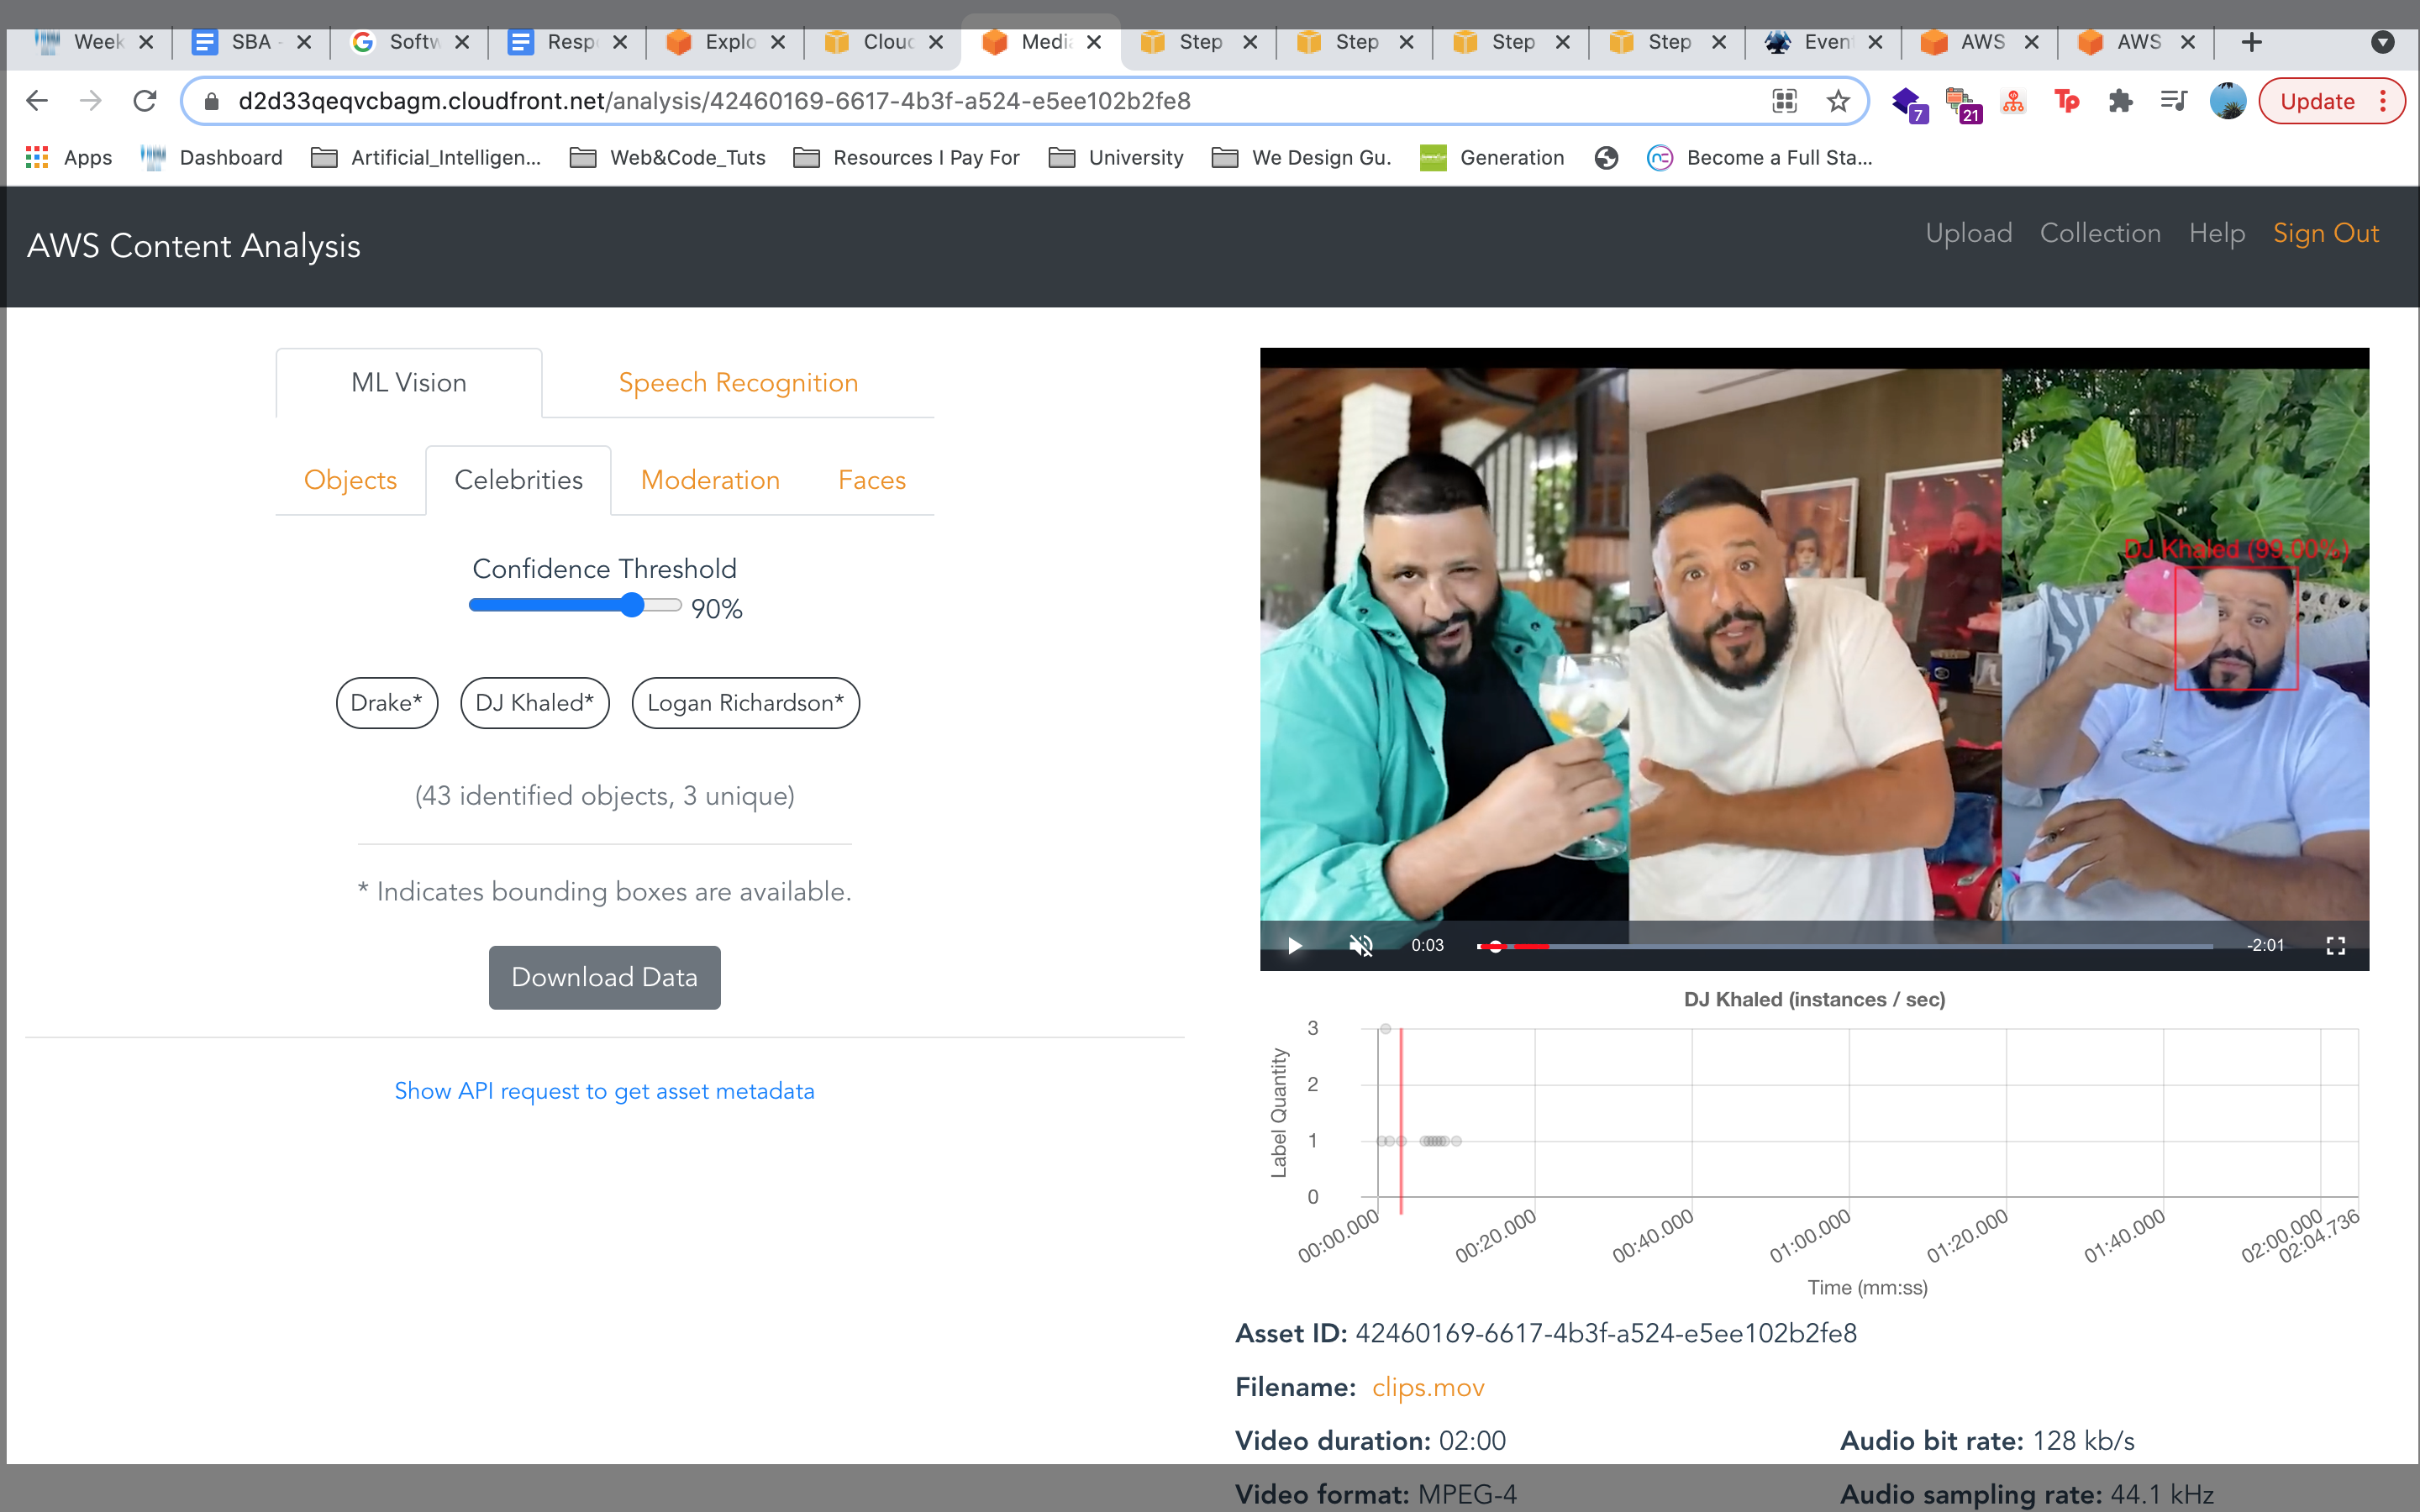 Week SBA - Softw Resp Explo Clou Media Step Step Step Step Even AWS AWS
d2d33qeqvcbagm.cloudfront.net/analysis/42460169-6617-4b3f-a524-e5ee102b2fe8
7 21 Tp Update
Apps Dashboard Artificial_Intelligen... Web&Code_Tuts Resources I Pay For University We Design Gu. Generation Become a Full Sta...
AWS Content Analysis
Upload Collection Help Sign Out
ML Vision Speech Recognition
Objects Celebrities Moderation Faces
Confidence Threshold
90%
Drake* DJ Khaled* Logan Richardson*
(43 identified objects, 3 unique)
* Indicates bounding boxes are available.
Download Data
Show API request to get asset metadata
DJ Khaled (99.00%)
0:03 -2:01
DJ Khaled (instances / sec)
Label Quantity
3
2
1
0
00:00.000 00:20.000 00:40.000 01:00.000 01:20.000 01:40.000 02:00.000 02:04.736
Time (mm:ss)
Asset ID: 42460169-6617-4b3f-a524-e5ee102b2fe8
Filename: clips.mov
Video duration: 02:00 Audio bit rate: 128 kb/s
Video format: MPEG-4 Audio sampling rate: 44.1 kHz